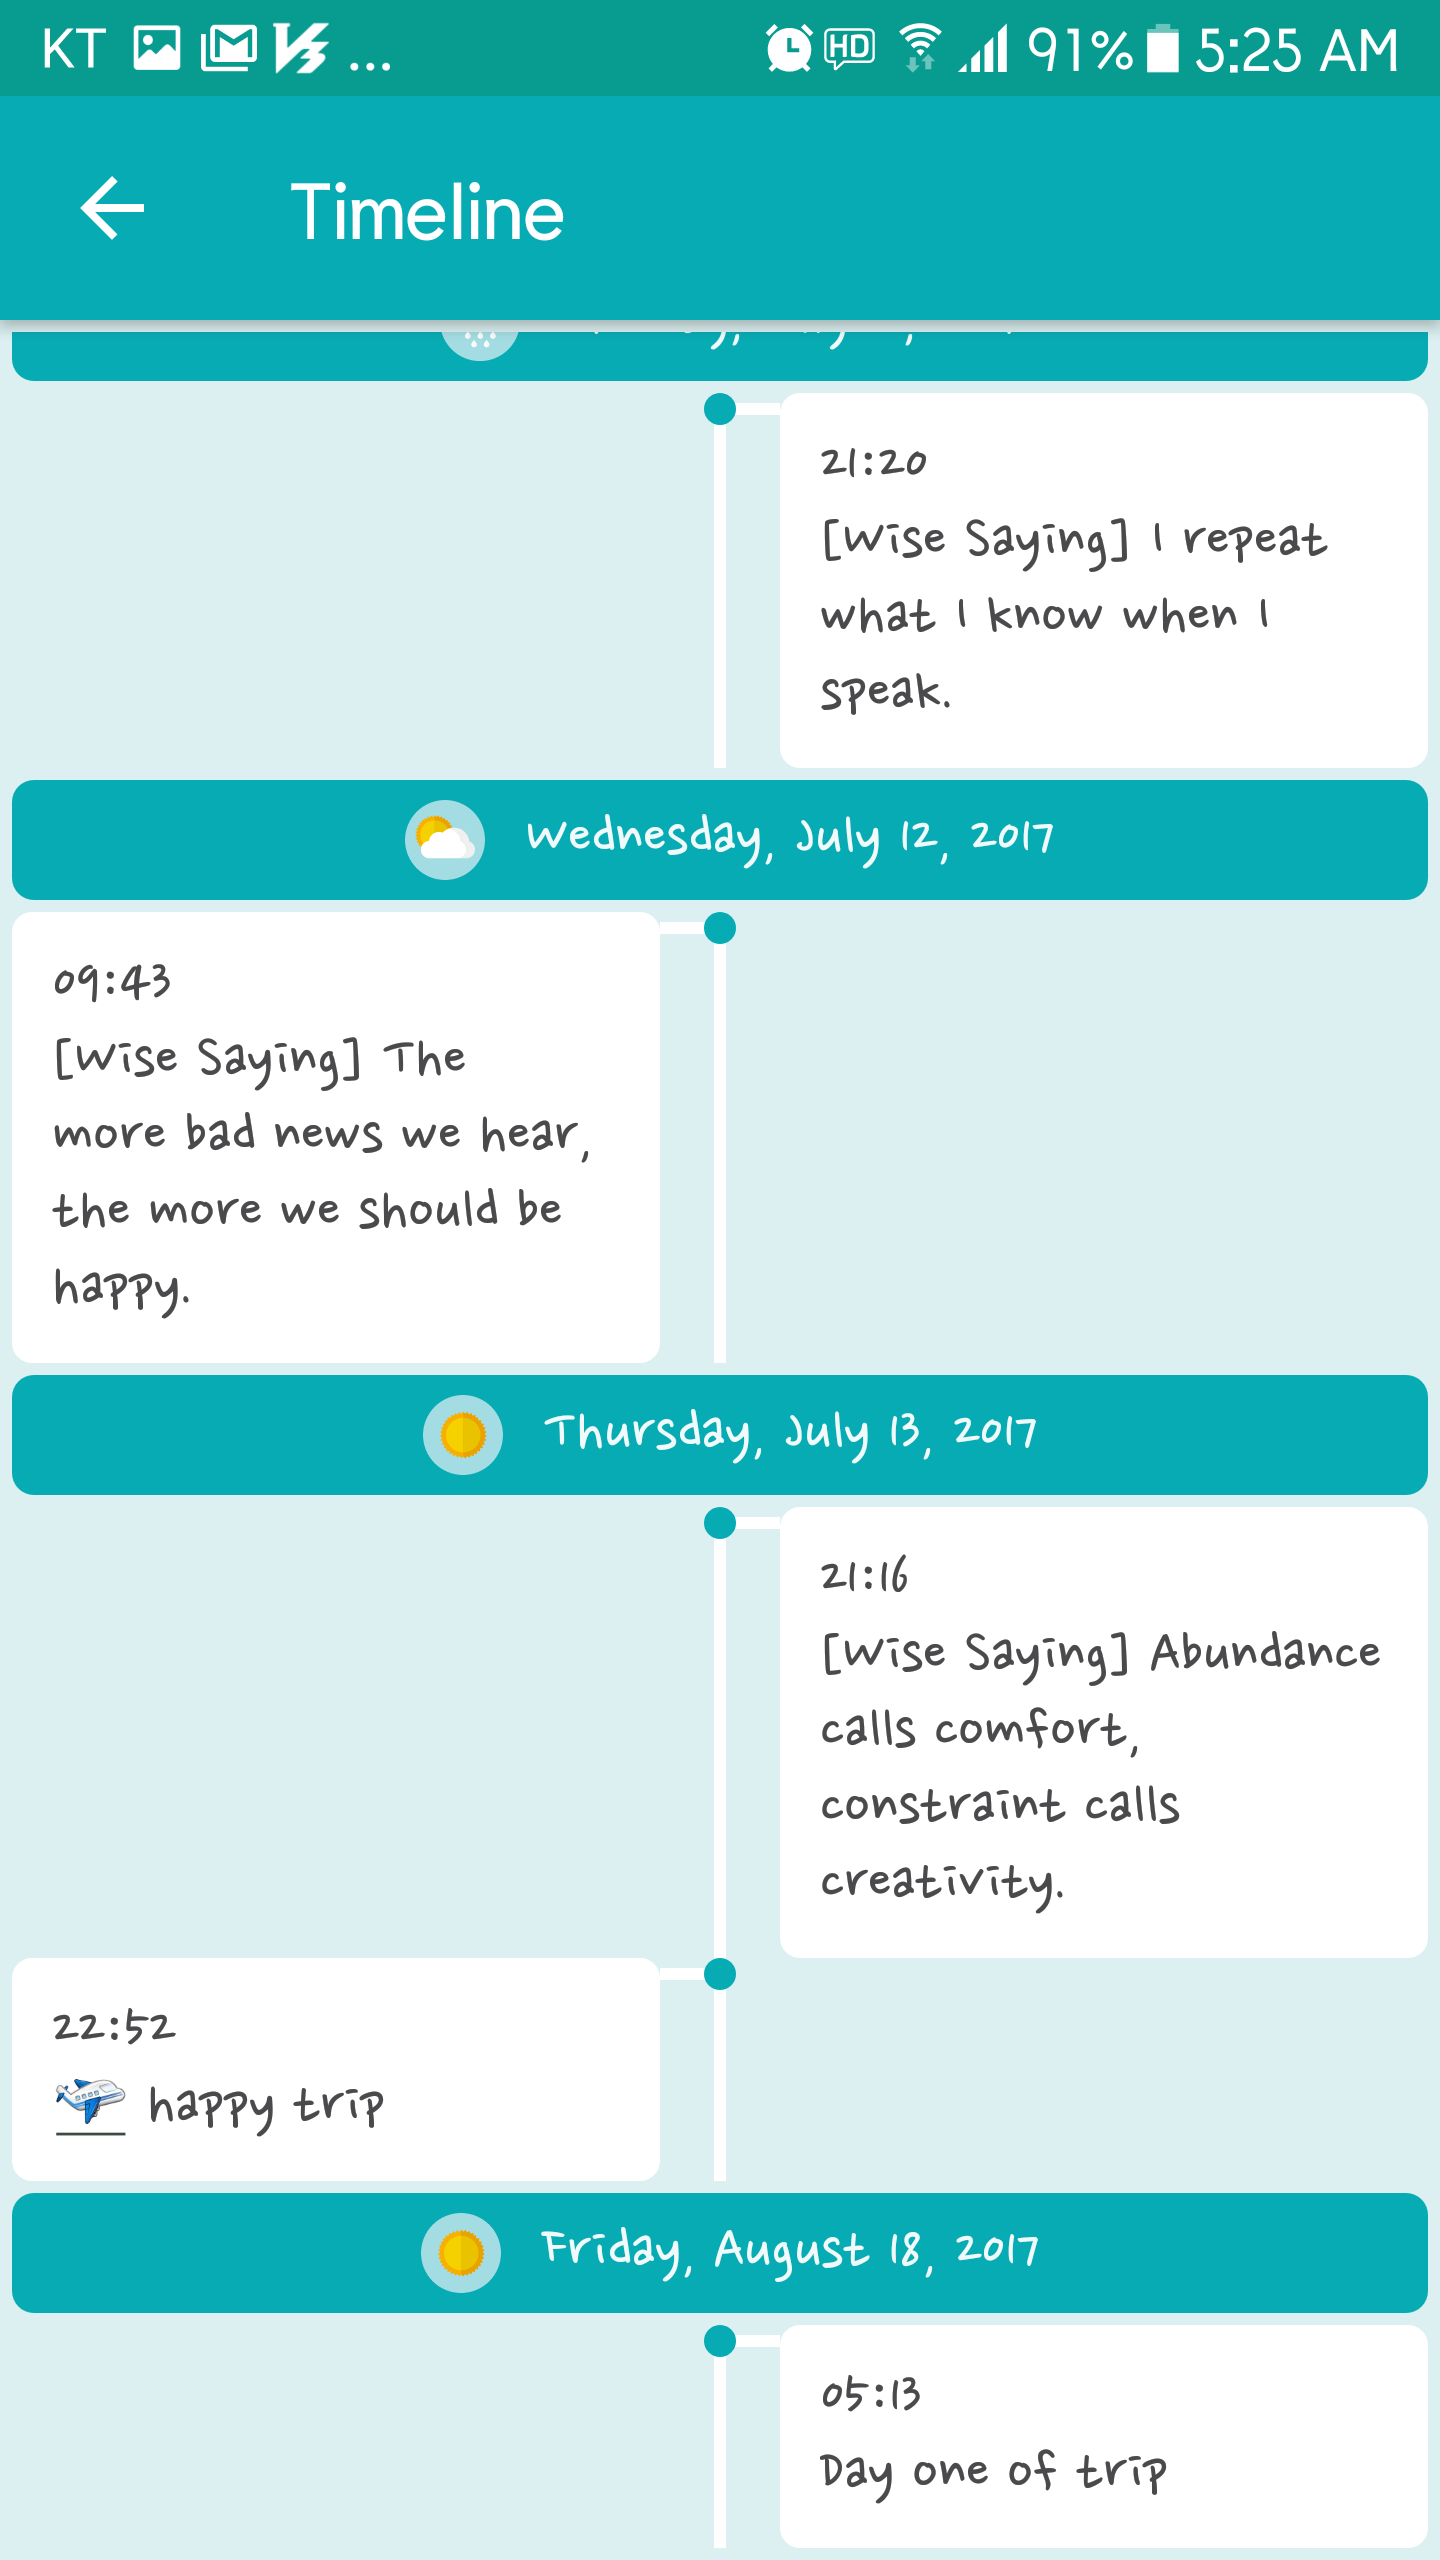 KT ... HD 91% 5:25 AM
Timeline
21:20
[Wise Saying] I repeat
what I know when I
speak.
Wednesday, July 12, 2017
09:43
[Wise Saying] The
more bad news we hear,
the more we should be
happy.
Thursday, July 13, 2017
21:16
[Wise Saying] Abundance
calls comfort,
constraint calls
creativity.
22:52
✈ happy trip
Friday, August 18, 2017
05:13
Day one of trip